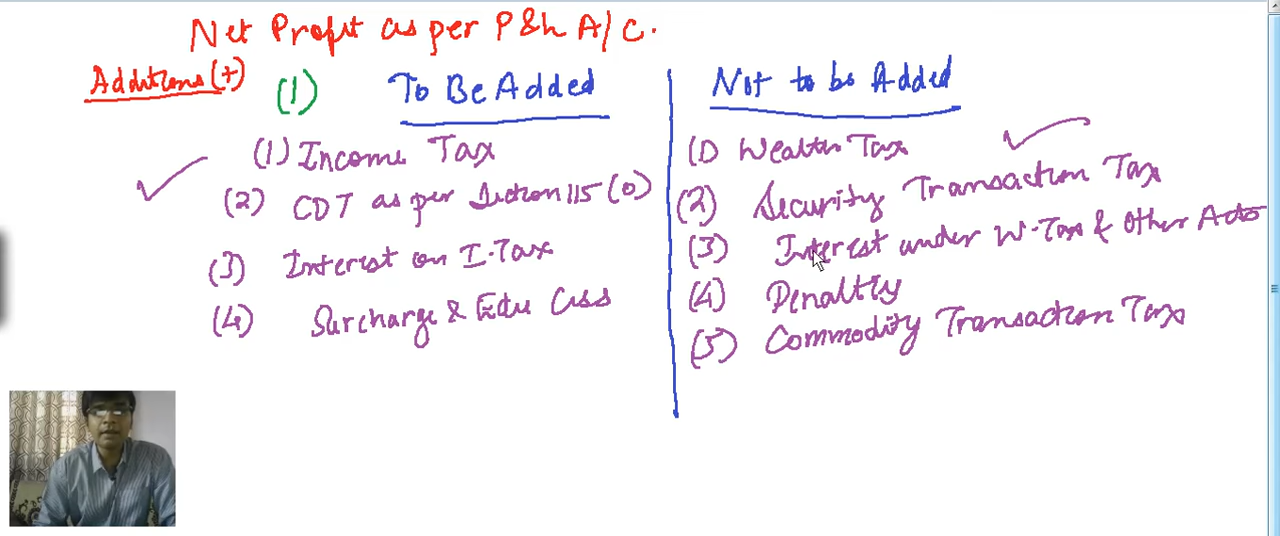 Net Profit as per P&L A/C.
Additions (+)
(1) To Be Added
(1) Income Tax
(2) CDT as per Section 115 (O)
(3) Interest on I.Tax
(4) Surcharge & Edu Cess
Not to be Added
(1) Wealth Tax
(2) Security Transaction Tax
(3) Interest under W.Tax & Other Acts
(4) Penaltly
(5) Commodity Transaction Tax